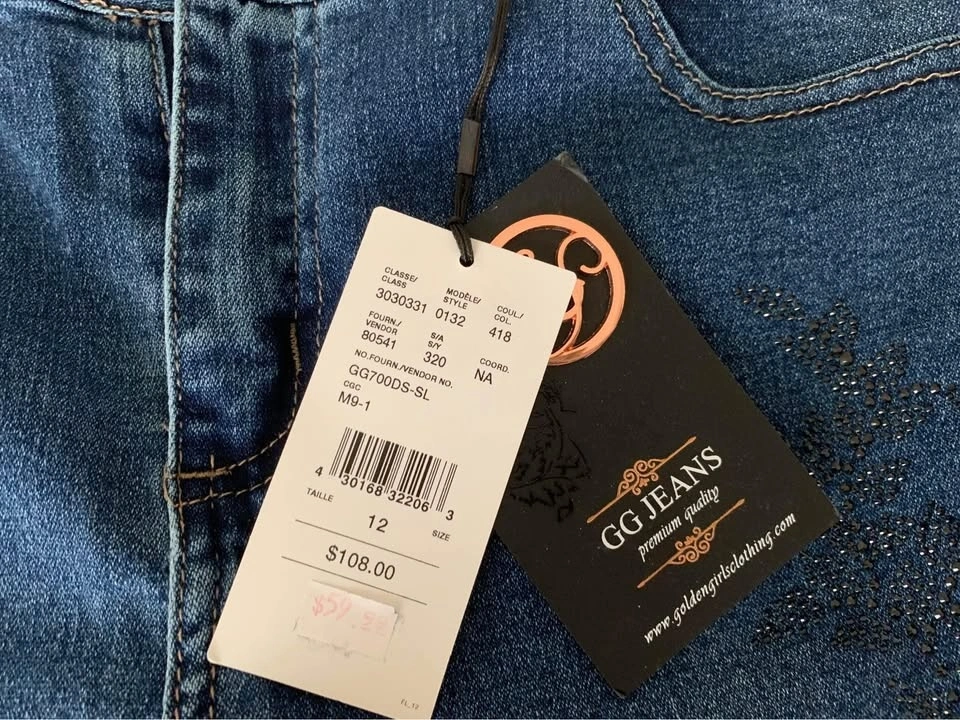 CLASSE/
CLASS
3030331
MODÈLE/
STYLE
0132
COUL./
COL.
418
FOURN./
VENDOR
80541
S/A
S/Y
320
COORD.
NA
NO.FOURN./VENDOR NO.
GG700DS-SL
CGC
M9-1
4 30168 32206 3
TAILLE
12
SIZE
$108.00
$59.
FL_12
GG JEANS
premium quality
www.goldengirlsclothing.com